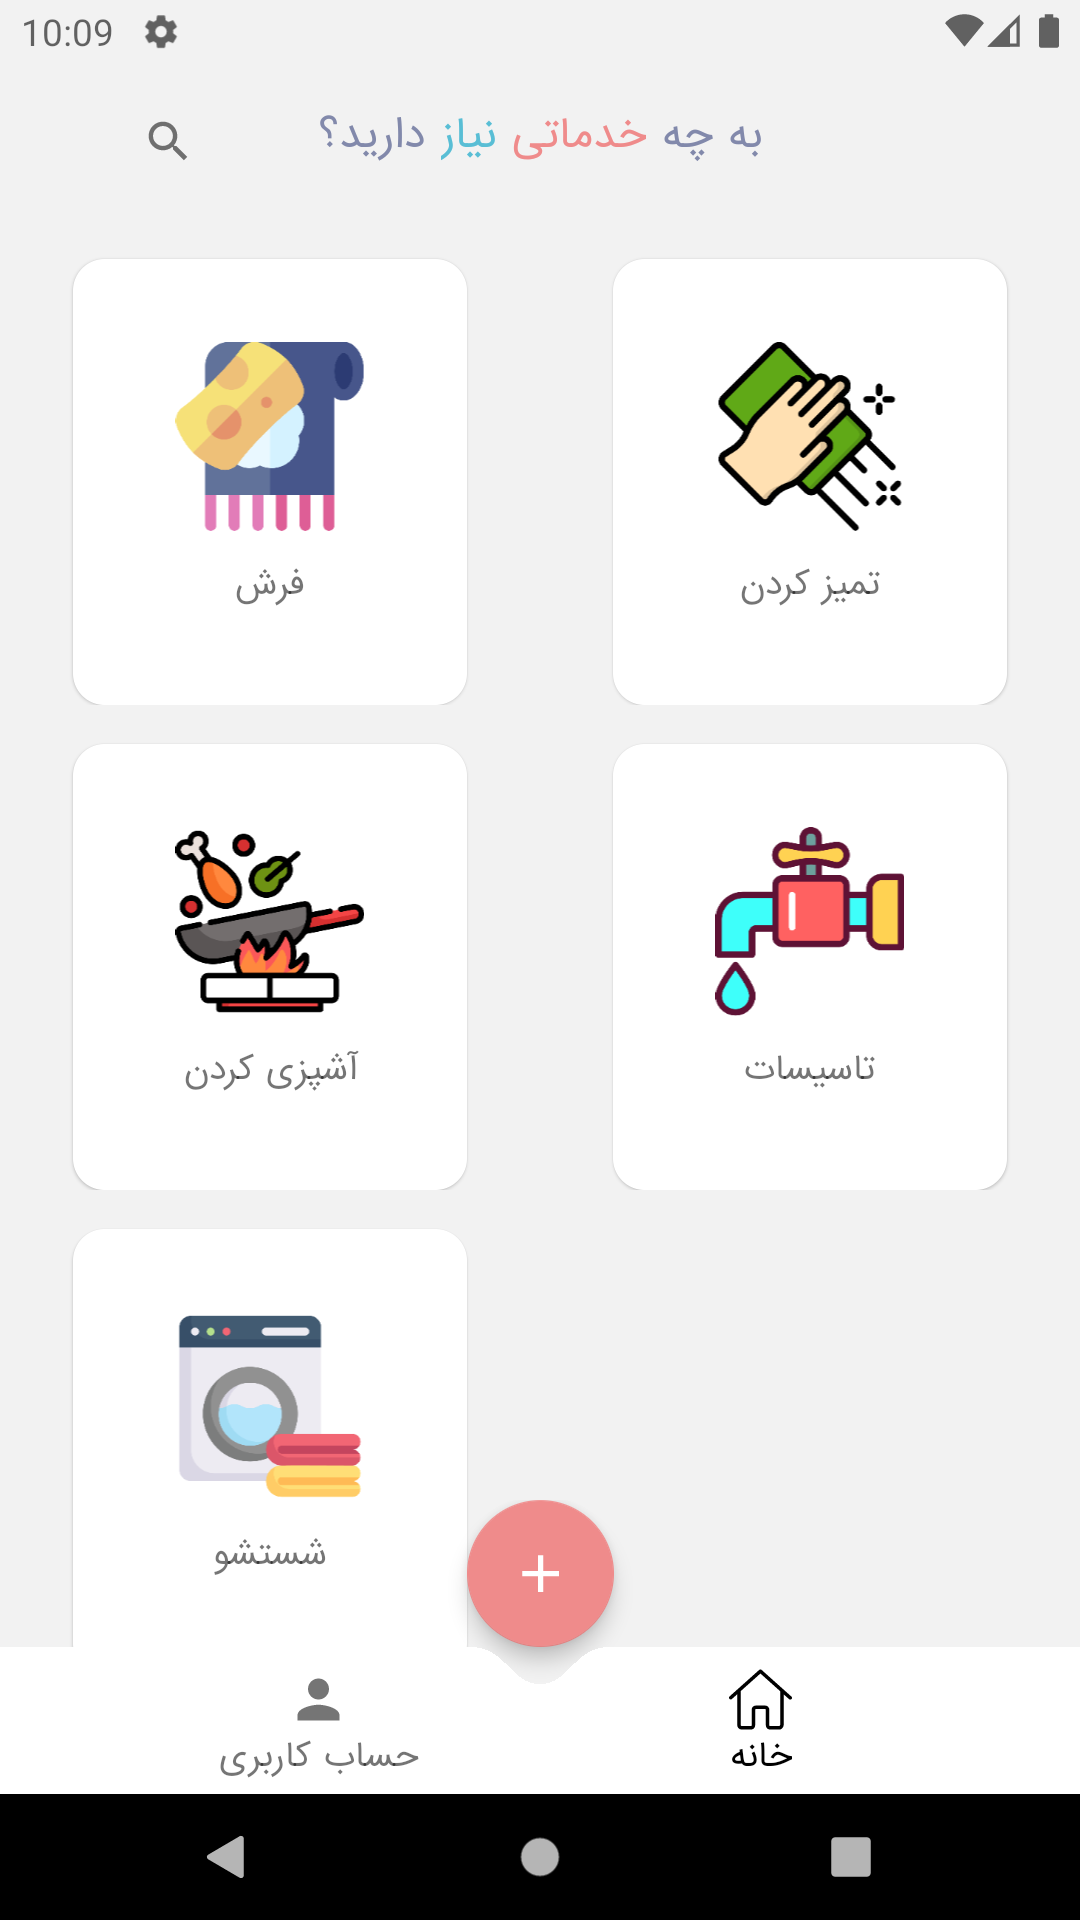 10:09
به چه خدماتی نیاز دارید؟
تمیز کردن
فرش
تاسیسات
آشپزی کردن
شستشو
خانه
حساب کاربری